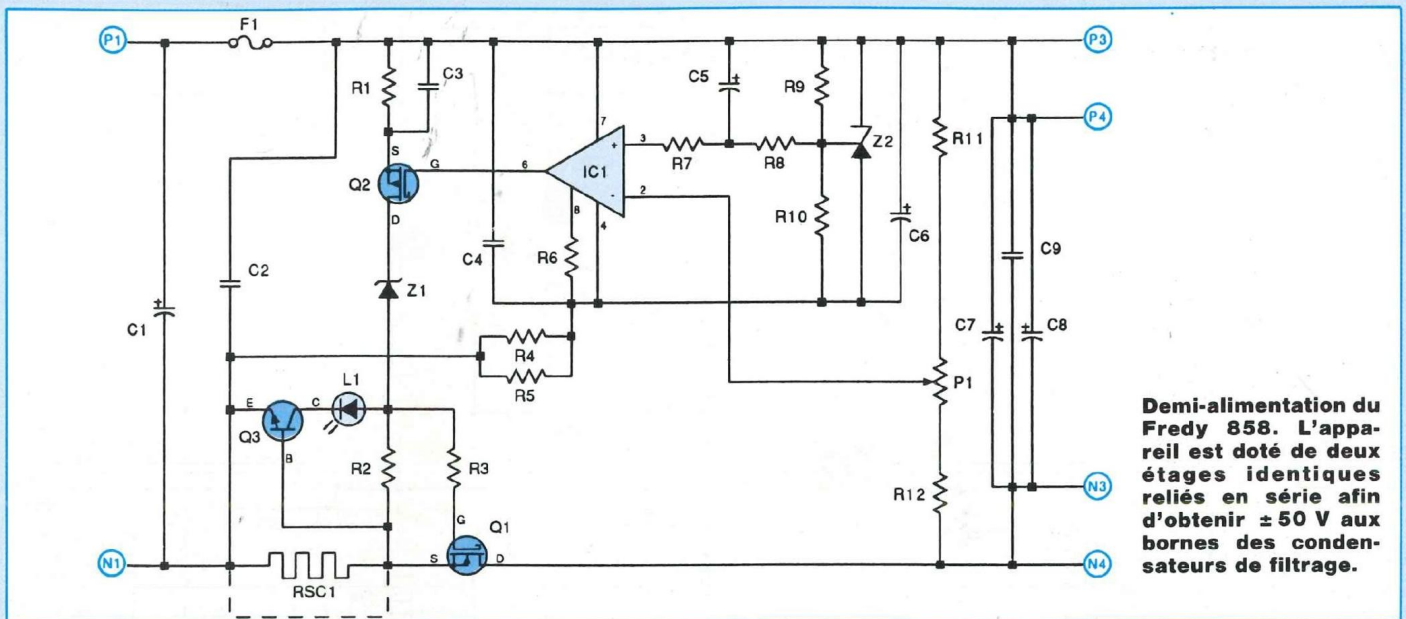 F1
P1
P3
R1
C3
C5
R9
P4
7
S
3
+
R7
R8
Z2
R11
Q2
G
6
IC1
2
-
D
8
R10
C4
R6
4
C6
C9
C2
Z1
C7
C8
C1
R4
R5
P1
L1
E
C
Q3
B
R2
R3
R12
N3
G
Q1
N1
S
D
N4
RSC1
Demi-alimentation du
Fredy 858. L'appa-
reil est doté de deux
étages identiques
reliés en série afin
d'obtenir ± 50 V aux
bornes des conden-
sateurs de filtrage.